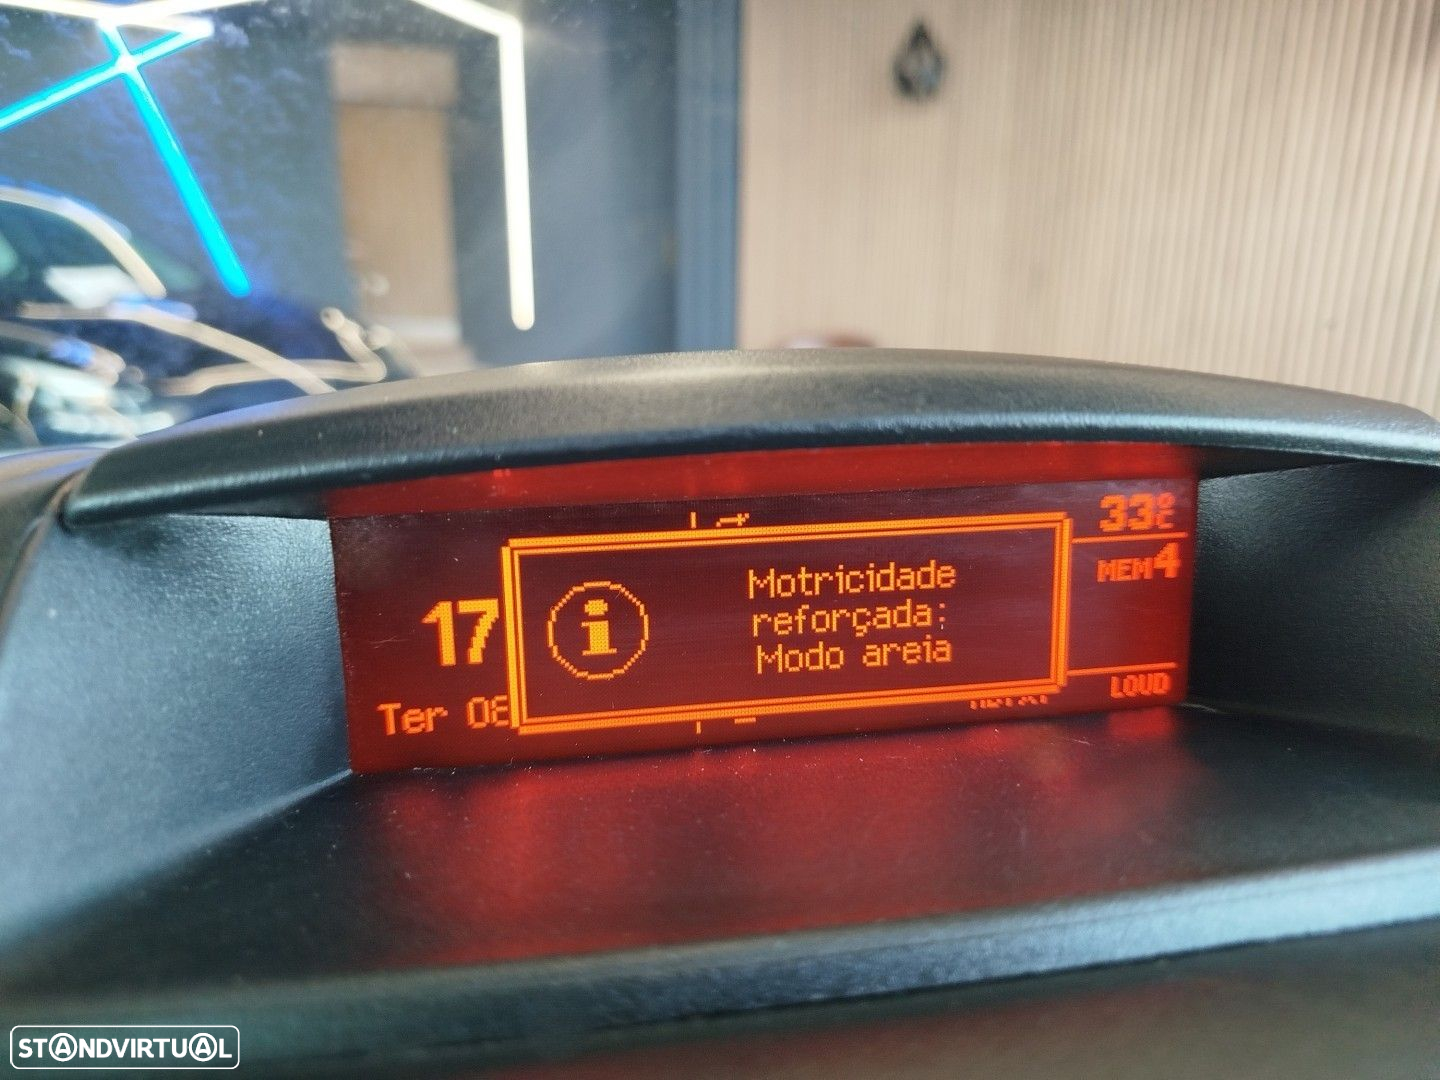 33°C
MEM4
17
Motricidade
reforçada:
Modo areia
Ter 08
LOUD
STANDVIRTUAL